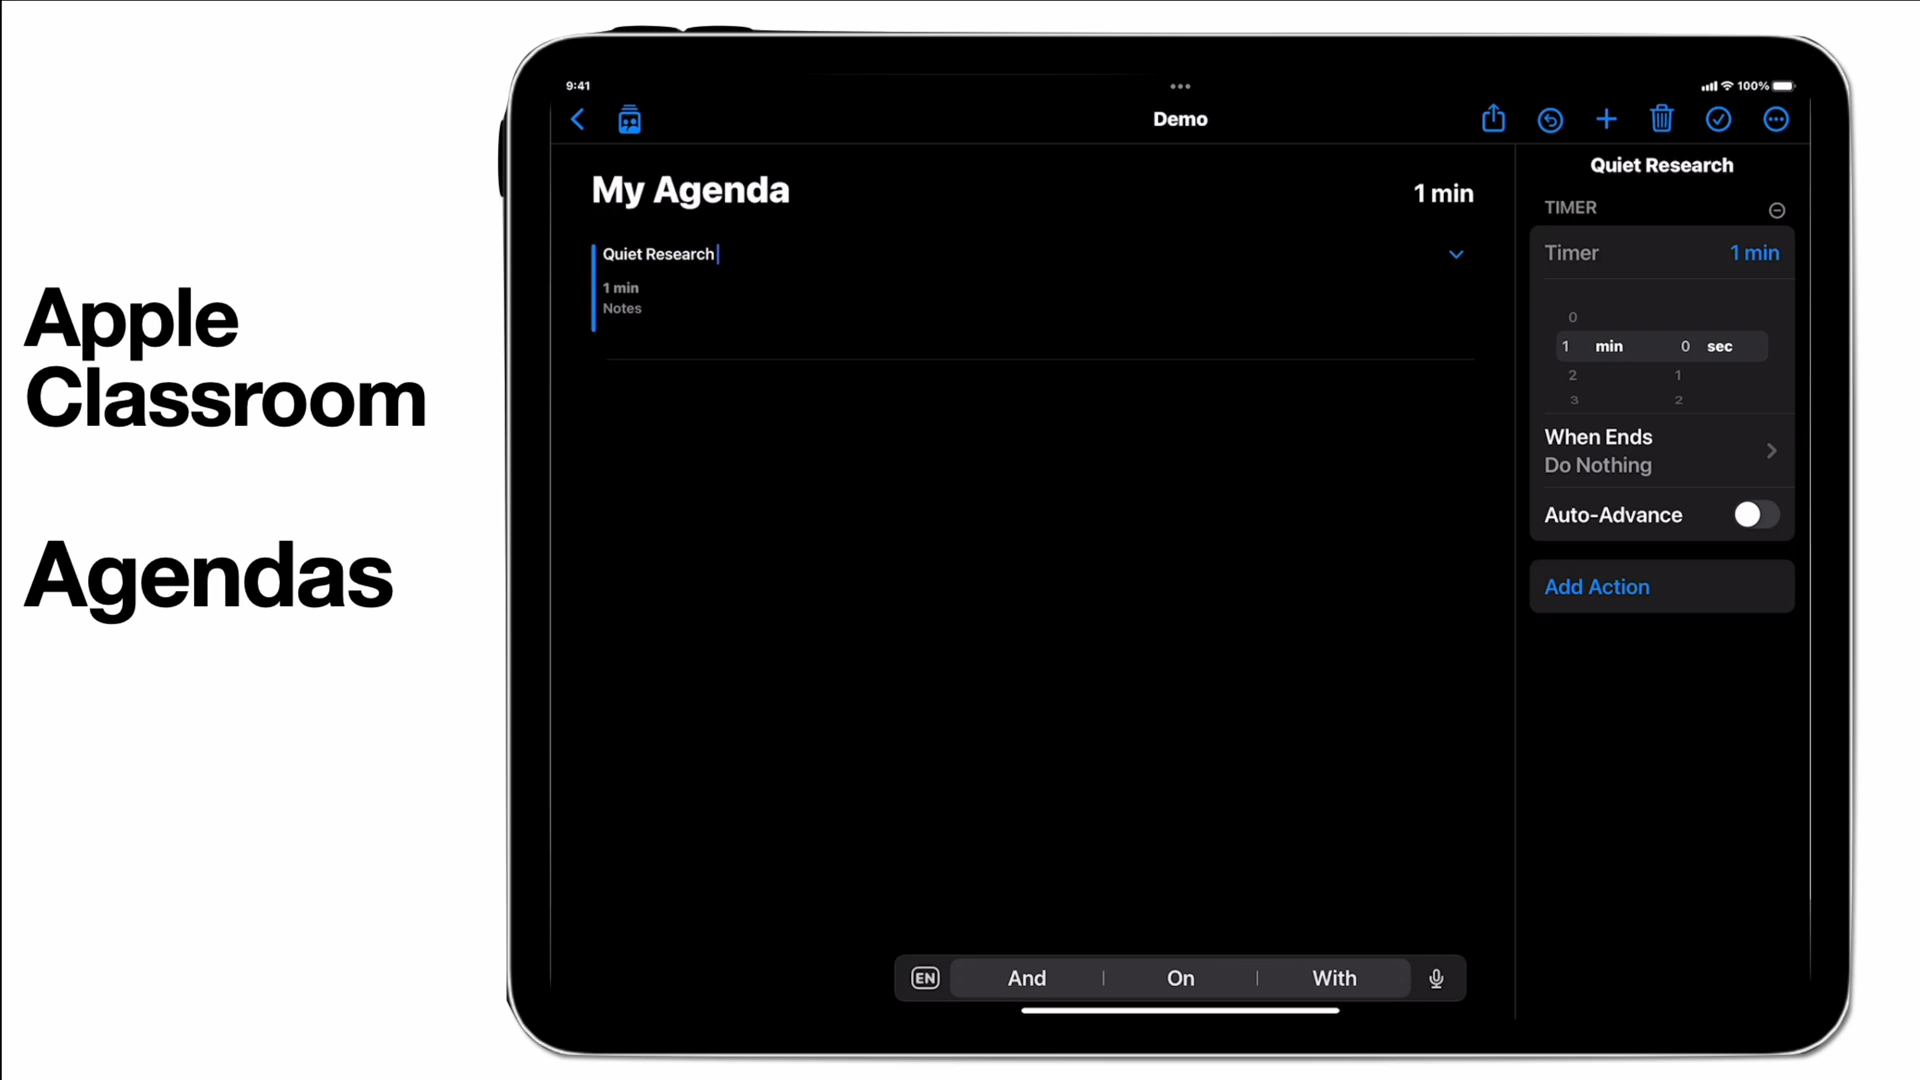 Apple
Classroom
Agendas
9:41
100%
Demo
My Agenda
1 min
Quiet Research
1 min
Notes
Quiet Research
TIMER
Timer 1 min
0
1 min 0 sec
2 1
3 2
When Ends
Do Nothing
Auto-Advance
Add Action
EN And On With